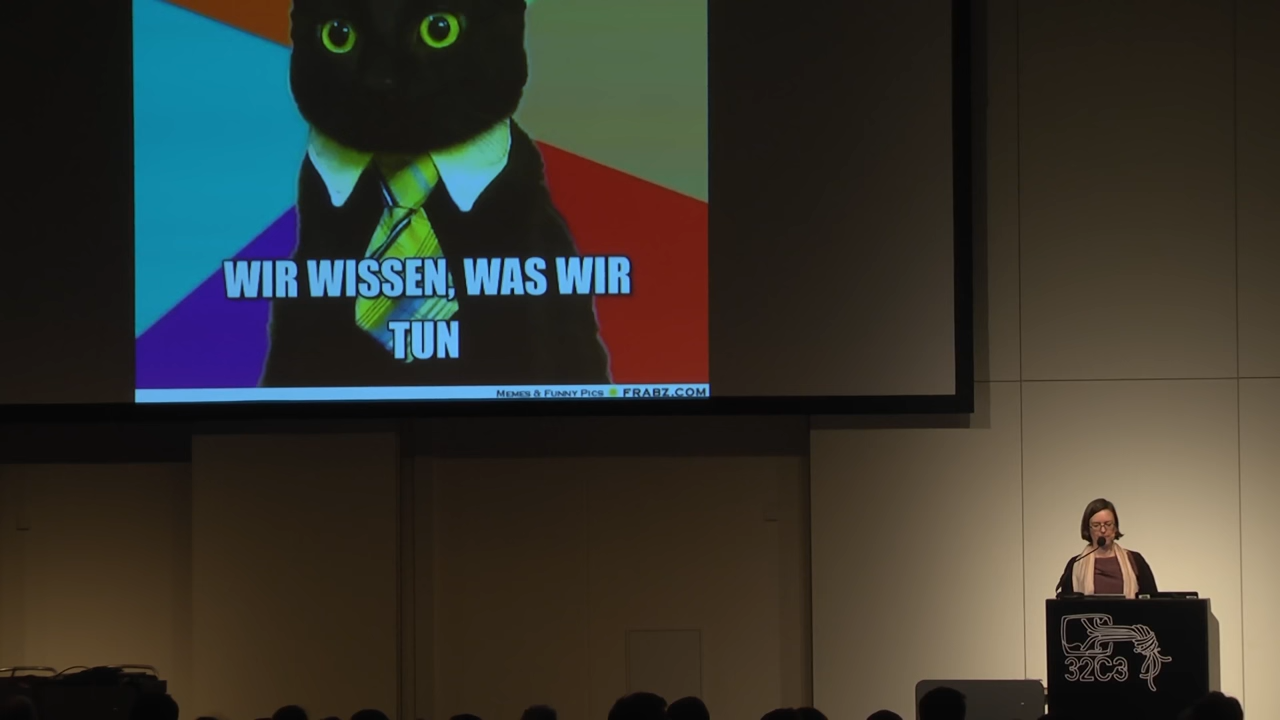 WIR WISSEN, WAS WIR
TUN
MEMES & FUNNY PICS FRABZ.COM
32C3